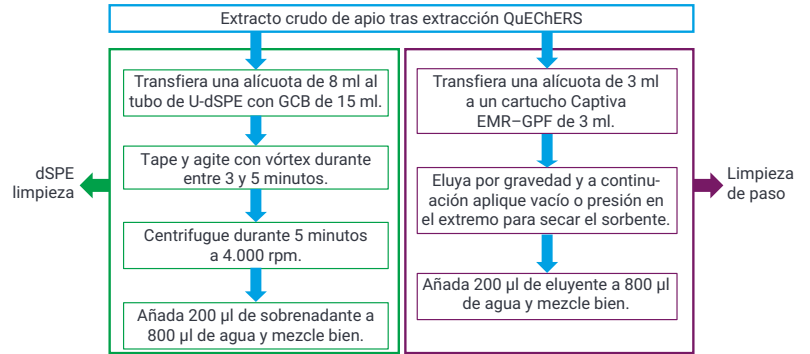 Extracto crudo de apio tras extracción QuEChERS
Transfiera una alícuota de 8 ml al
tubo de U-dSPE con GCB de 15 ml.
Tape y agite con vórtex durante
entre 3 y 5 minutos.
Centrifugue durante 5 minutos
a 4.000 rpm.
Añada 200 µl de sobrenadante a
800 µl de agua y mezcle bien.
dSPE
limpieza
Transfiera una alícuota de 3 ml
a un cartucho Captiva
EMR–GPF de 3 ml.
Eluya por gravedad y a continu-
ación aplique vacío o presión en
el extremo para secar el sorbente.
Añada 200 µl de eluyente a 800 µl
de agua y mezcle bien.
Limpieza
de paso